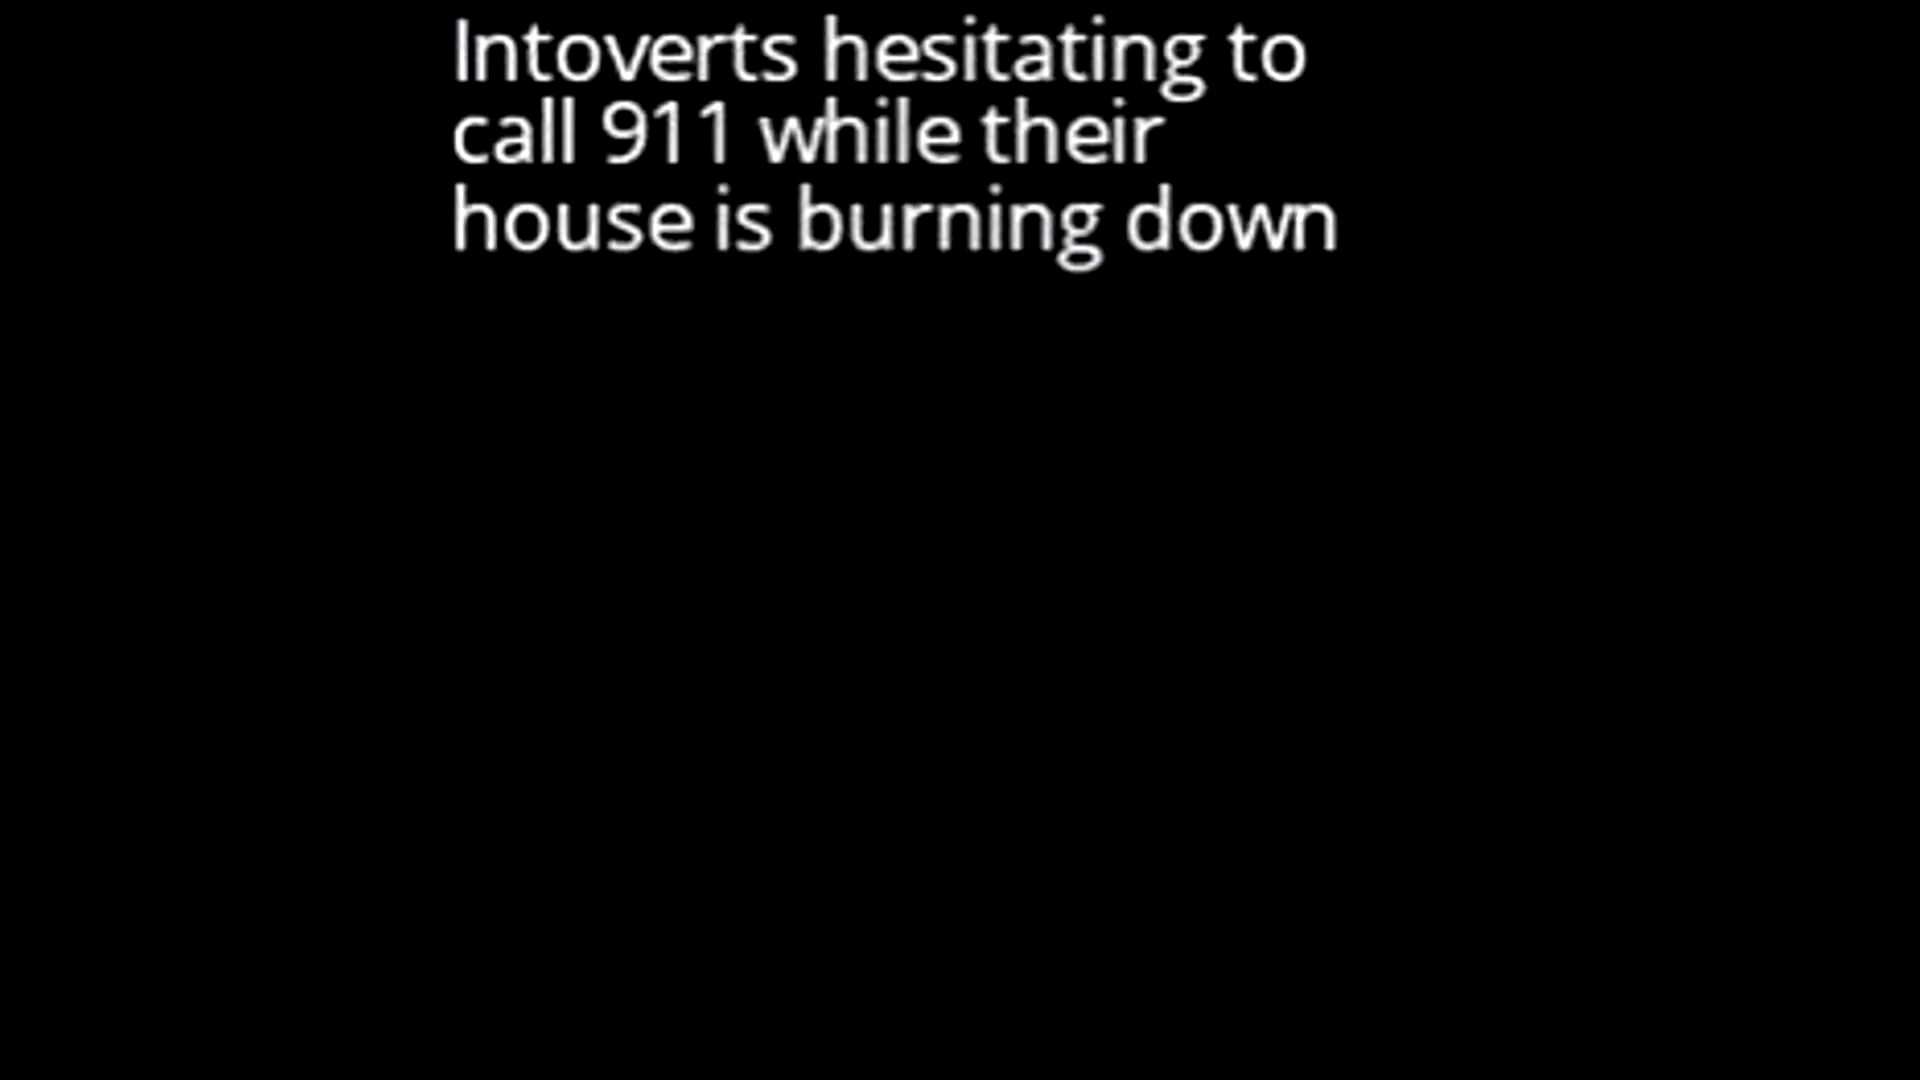 Intoverts hesitating to
call 911 while their
house is burning down